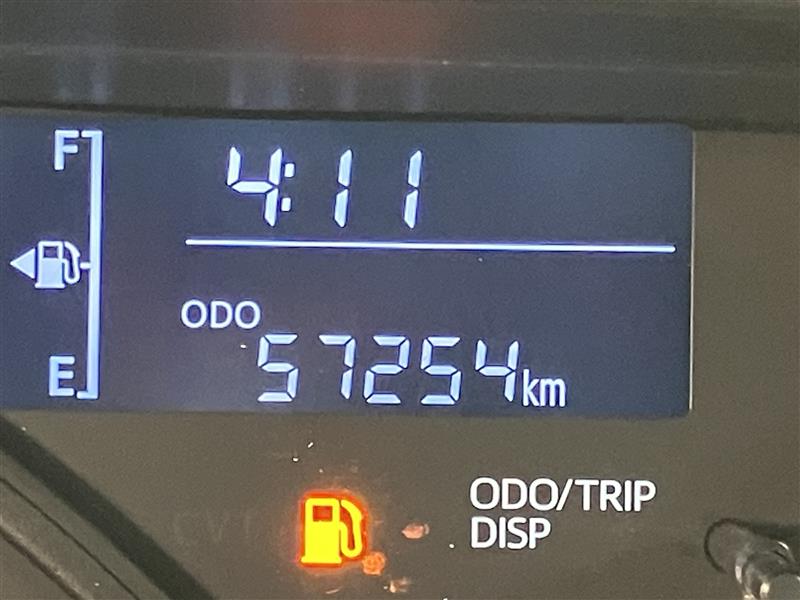 F
4:11
ODO
57254km
E
ODO/TRIP
DISP